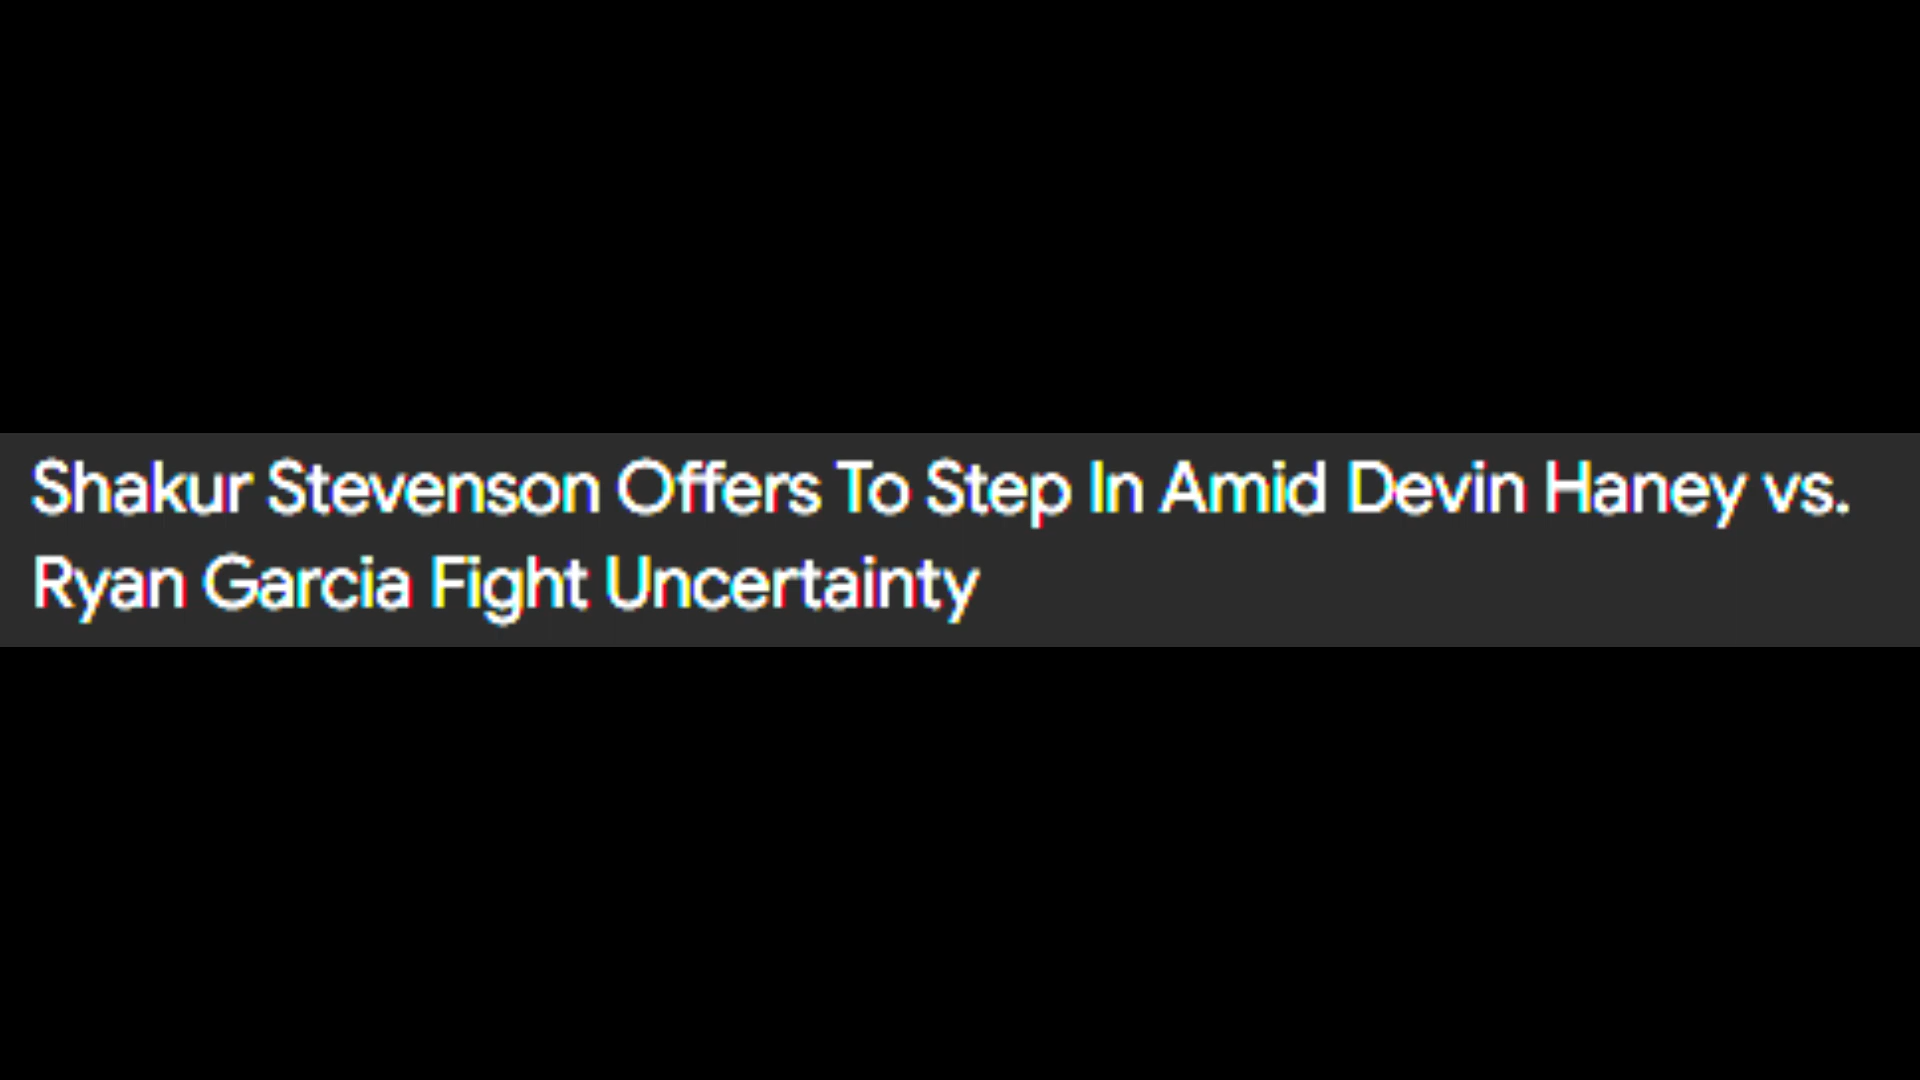 Shakur Stevenson Offers To Step In Amid Devin Haney vs.
Ryan Garcia Fight Uncertainty